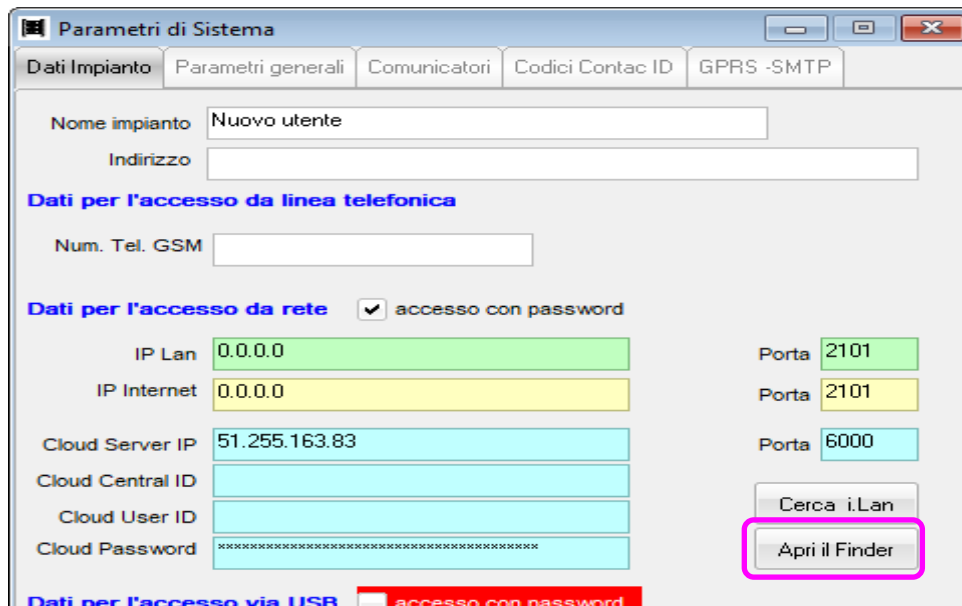 Parametri di Sistema
Dati Impianto Parametri generali Comunicatori Codici Contac ID GPRS -SMTP
Nome impianto Nuovo utente
Indirizzo
Dati per l'accesso da linea telefonica
Num. Tel. GSM
Dati per l'accesso da rete accesso con password
IP Lan 0.0.0.0 Porta 2101
IP Internet 0.0.0.0 Porta 2101
Cloud Server IP 51.255.163.83 Porta 6000
Cloud Central ID
Cerca i.Lan
Cloud User ID
Cloud Password **************************************** Apri il Finder
Dati per l'accesso via USB accesso con password